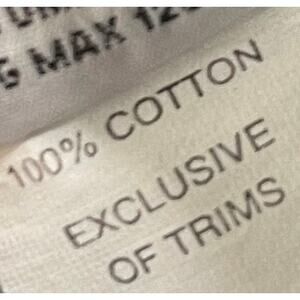 MAX
100% COTTON
EXCLUSIVE
OF TRIMS